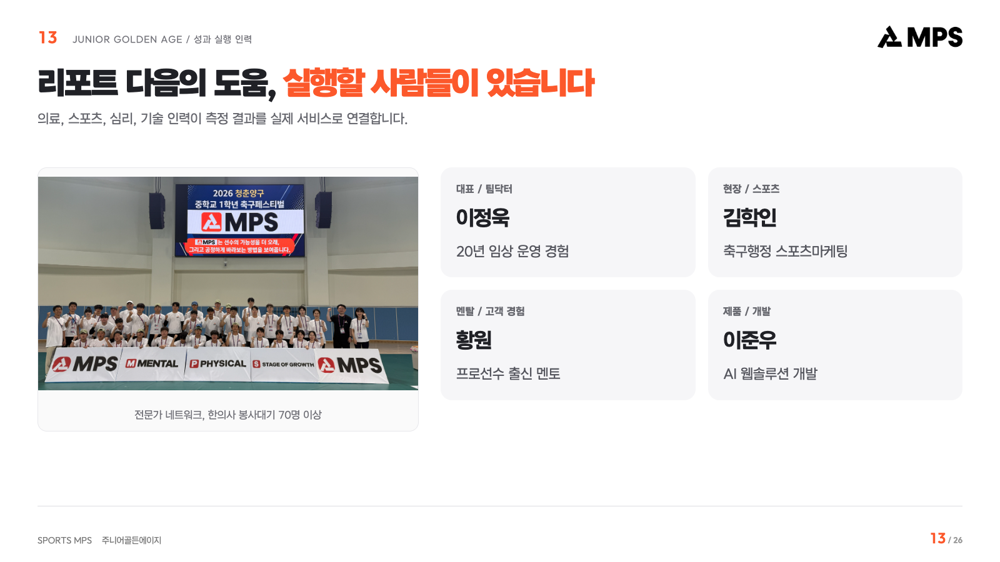 13 JUNIOR GOLDEN AGE / 성과 실행 인력
MPS
리포트 다음의 도움, 실행할 사람들이 있습니다
의료, 스포츠, 심리, 기술 인력이 측정 결과를 실제 서비스로 연결합니다.
2026 청춘양구
중학교 1학년 축구페스티벌
MPS
MPS는 선수의 가능성을 더 오래,
그리고 공정하게 바라보는 방법을 보여줍니다.
MPS
M MENTAL
P PHYSICAL
S STAGE OF GROWTH
MPS
전문가 네트워크, 한의사 봉사대기 70명 이상
대표 / 팀닥터
이정욱
20년 임상 운영 경험
현장 / 스포츠
김학인
축구행정 스포츠마케팅
멘탈 / 고객 경험
황원
프로선수 출신 멘토
제품 / 개발
이준우
AI 웹솔루션 개발
SPORTS MPS 주니어골든에이지
13 / 26